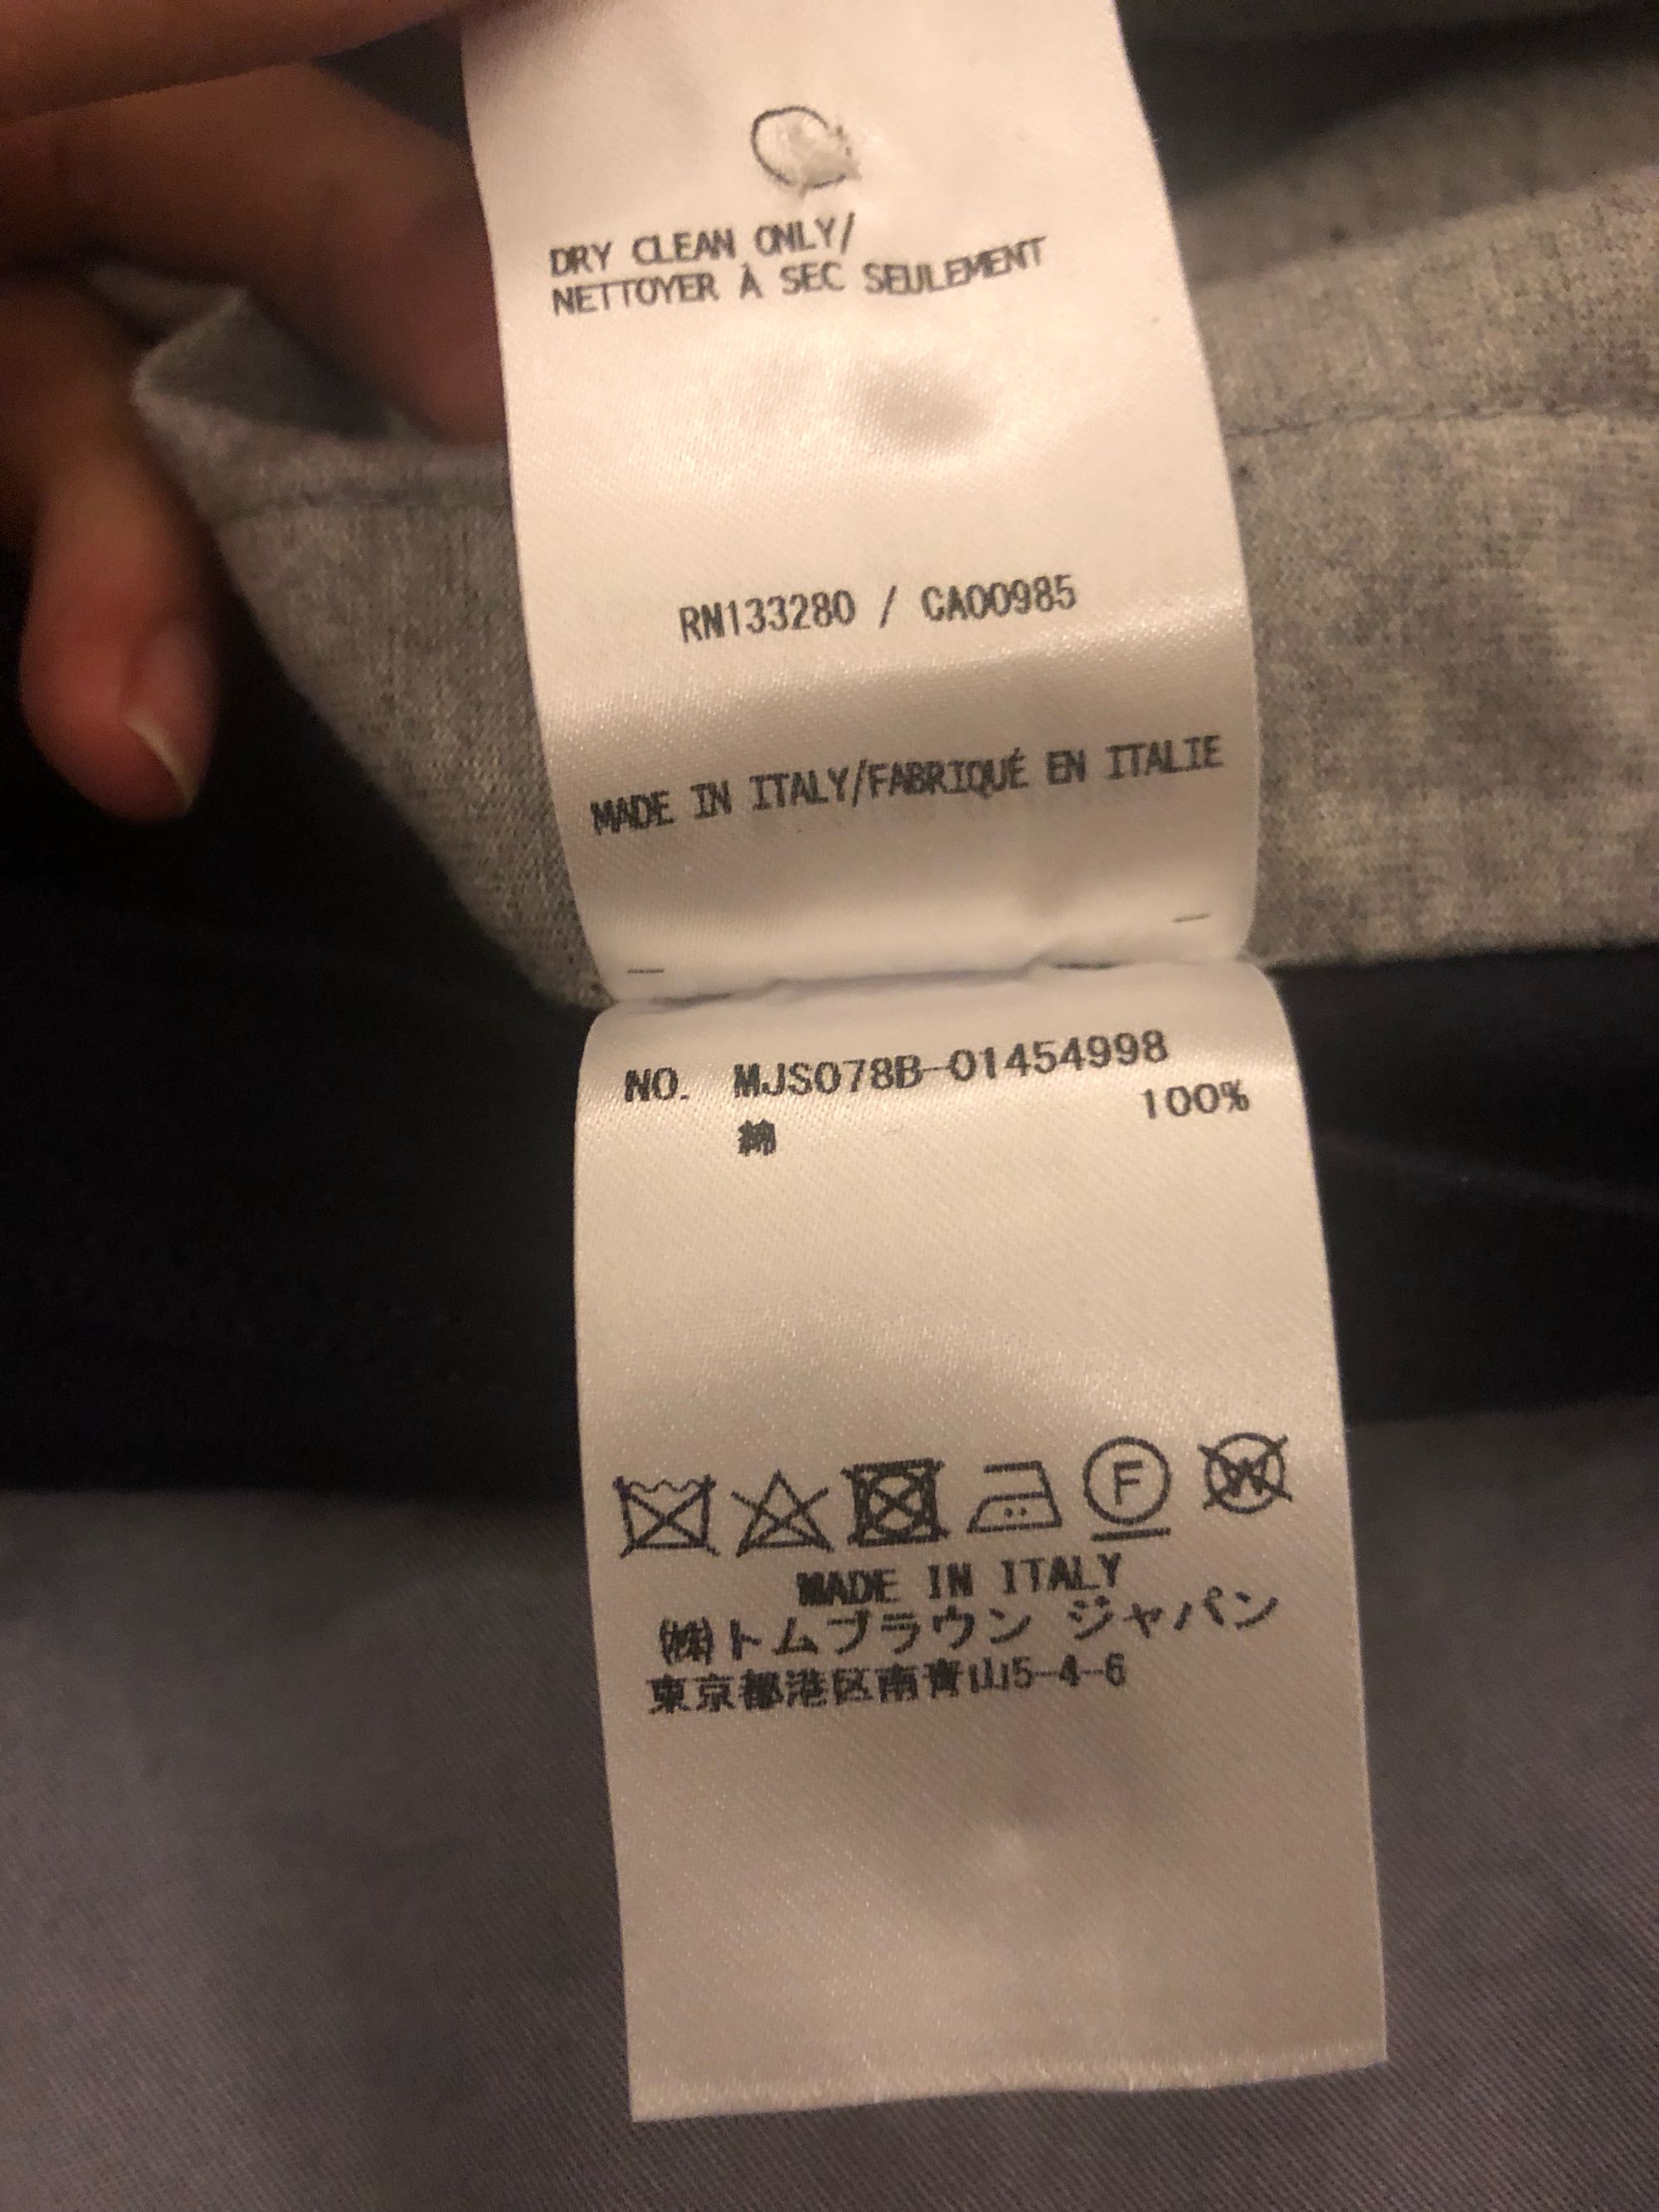 DRY CLEAN ONLY/
NETTOYER À SEC SEULEMENT
RN133280 / CA00985
MADE IN ITALY/FABRIQUÉ EN ITALIE
NO. MJS078B-01454998
綿 100%
F W
MADE IN ITALY
㈱トムブラウン ジャパン
東京都港区南青山5-4-6